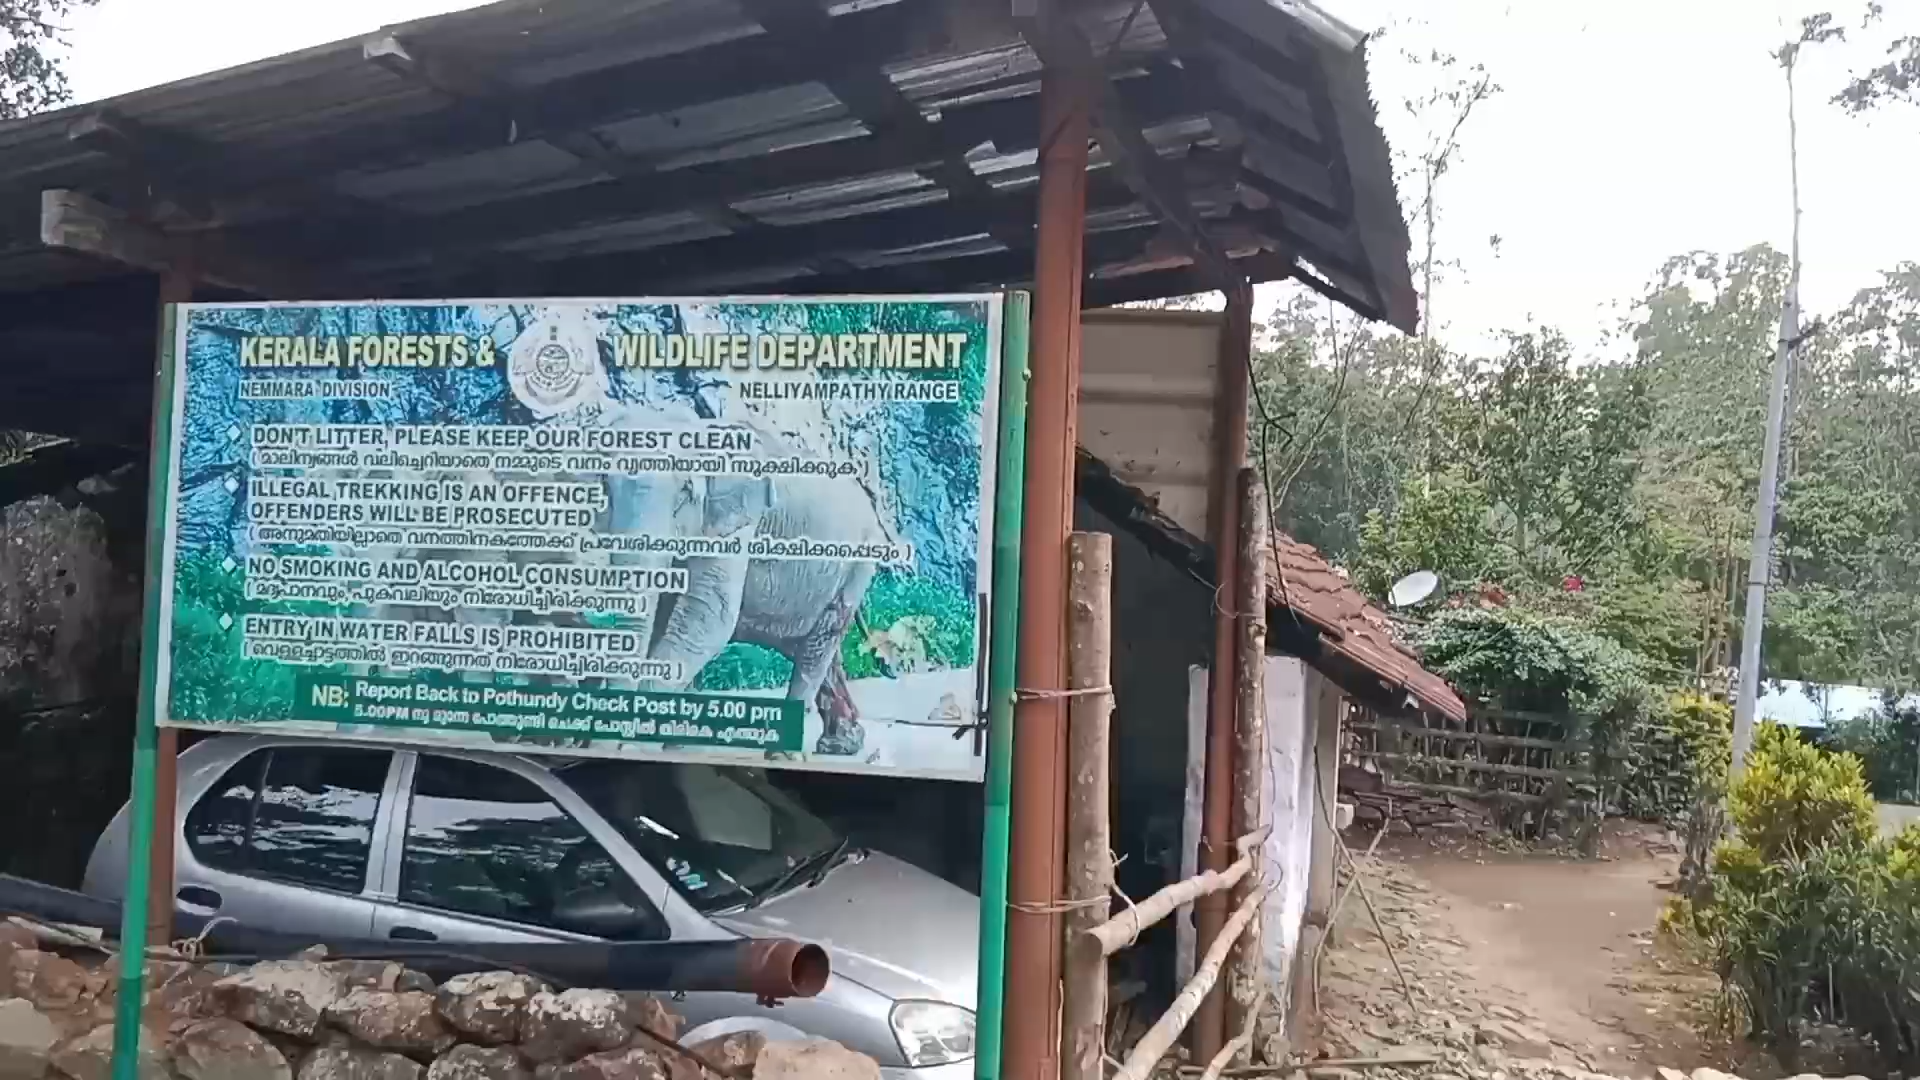 KERALA FORESTS & WILDLIFE DEPARTMENT
NEMMARA DIVISION NELLIYAMPATHY RANGE
DON'T LITTER, PLEASE KEEP OUR FOREST CLEAN
(മാലിന്യങ്ങൾ വലിച്ചെറിയാതെ നമ്മുടെ വനം വൃത്തിയായി സൂക്ഷിക്കുക)
ILLEGAL TREKKING IS AN OFFENCE,
OFFENDERS WILL BE PROSECUTED
(അനുമതിയില്ലാതെ വനത്തിനകത്തേക്ക് പ്രവേശിക്കുന്നവർ ശിക്ഷിക്കപ്പെടും)
NO SMOKING AND ALCOHOL CONSUMPTION
(മദ്യപാനവും, പുകവലിയും നിരോധിച്ചിരിക്കുന്നു)
ENTRY IN WATER FALLS IS PROHIBITED
(വെള്ളച്ചാട്ടത്തിൽ ഇറങ്ങുന്നത് നിരോധിച്ചിരിക്കുന്നു)
NB: Report Back to Pothundy Check Post by 5.00 pm
5.00PM നു മുന്നേ പോത്തുണ്ടി ചെക്ക് പോസ്റ്റിൽ തിരികെ എത്തുക